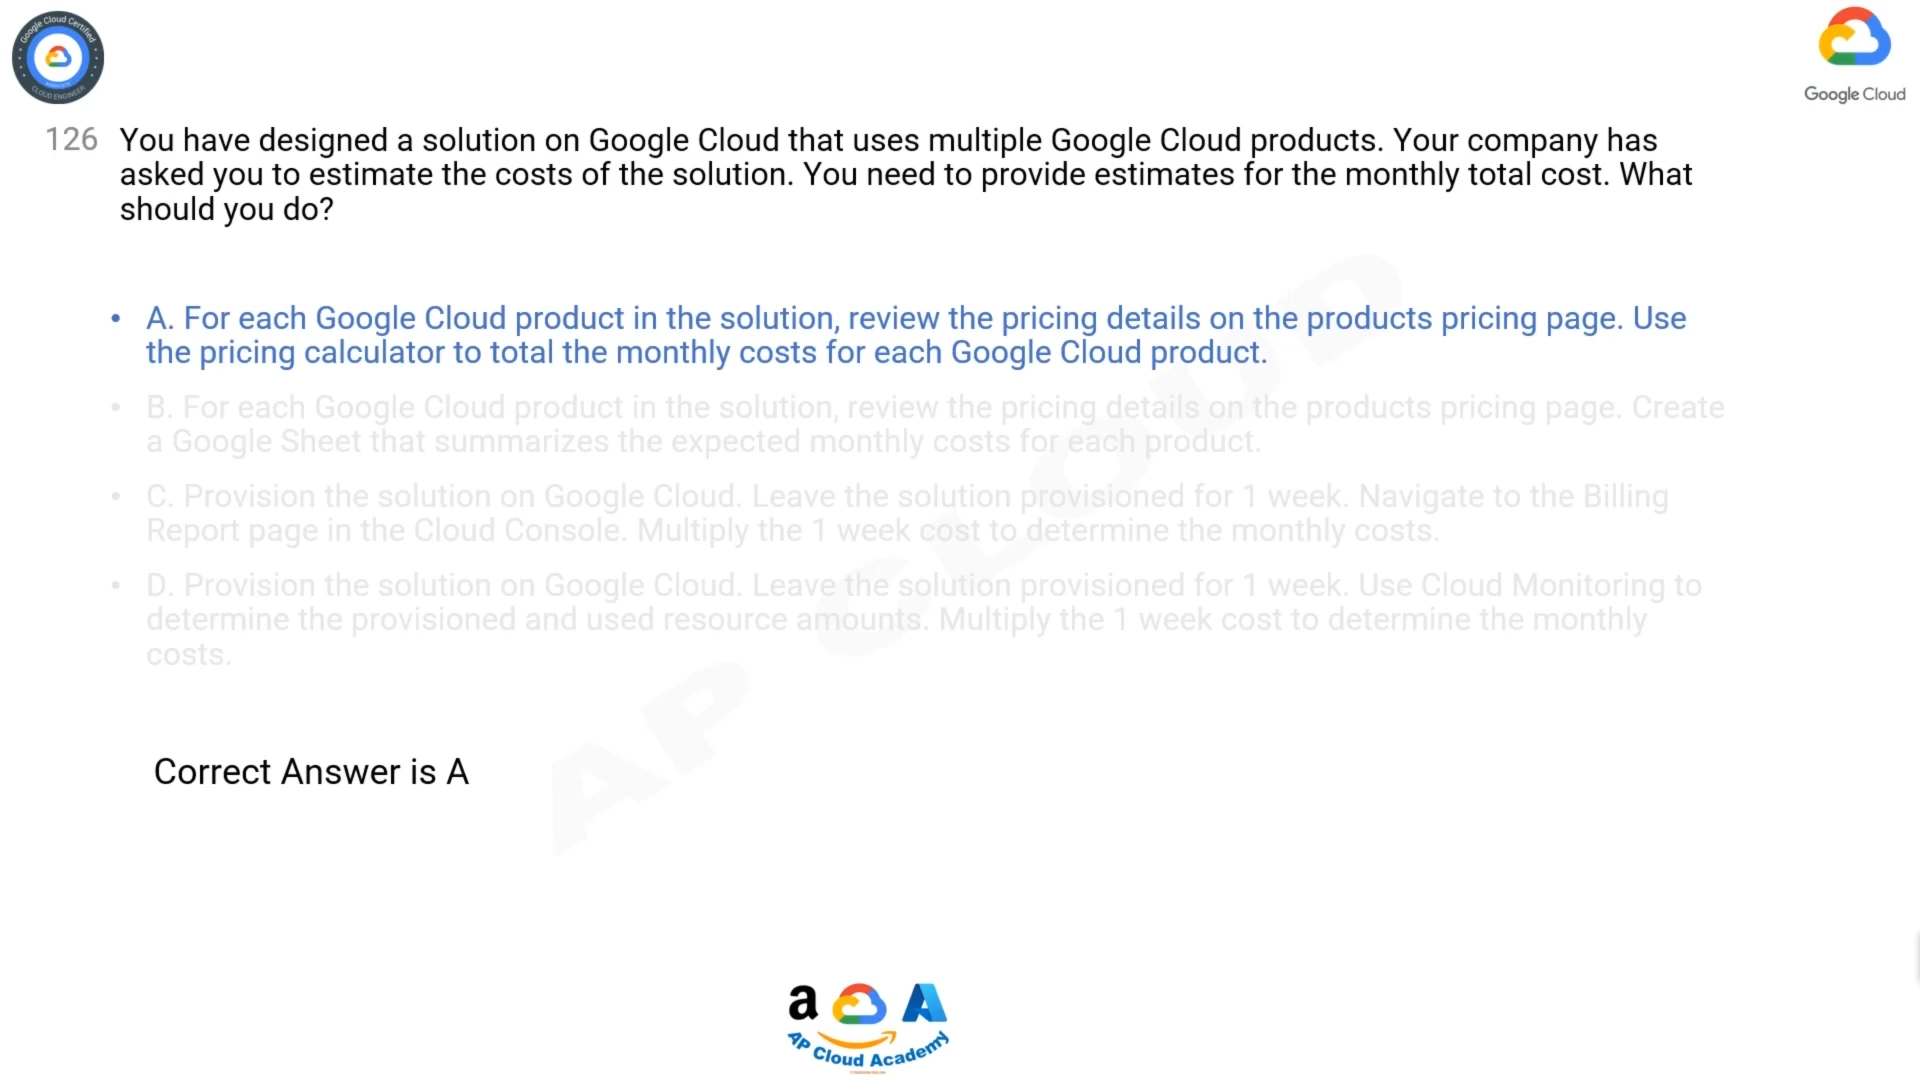 Google Cloud Certified
CLOUD ENGINEER
Google Cloud
126 You have designed a solution on Google Cloud that uses multiple Google Cloud products. Your company has
asked you to estimate the costs of the solution. You need to provide estimates for the monthly total cost. What
should you do?
• A. For each Google Cloud product in the solution, review the pricing details on the products pricing page. Use
the pricing calculator to total the monthly costs for each Google Cloud product.
• B. For each Google Cloud product in the solution, review the pricing details on the products pricing page. Create
a Google Sheet that summarizes the expected monthly costs for each product.
• C. Provision the solution on Google Cloud. Leave the solution provisioned for 1 week. Navigate to the Billing
Report page in the Cloud Console. Multiply the 1 week cost to determine the monthly costs.
• D. Provision the solution on Google Cloud. Leave the solution provisioned for 1 week. Use Cloud Monitoring to
determine the provisioned and used resource amounts. Multiply the 1 week cost to determine the monthly
costs.
AP CLOUD
Correct Answer is A
a
AP Cloud Academy